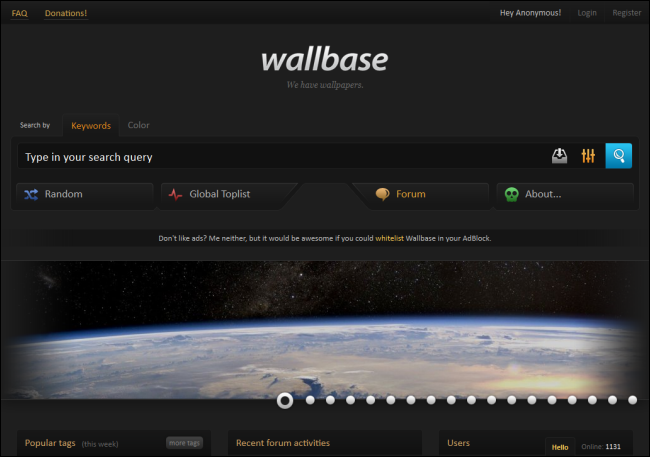 FAQ Donations! Hey Anonymous! Login Register
wallbase
We have wallpapers.
Search by Keywords Color
Type in your search query
Random Global Toplist Forum About...
Don't like ads? Me neither, but it would be awesome if you could whitelist Wallbase in your AdBlock.
Popular tags (this week) more tags Recent forum activities Users Hello Online: 1131